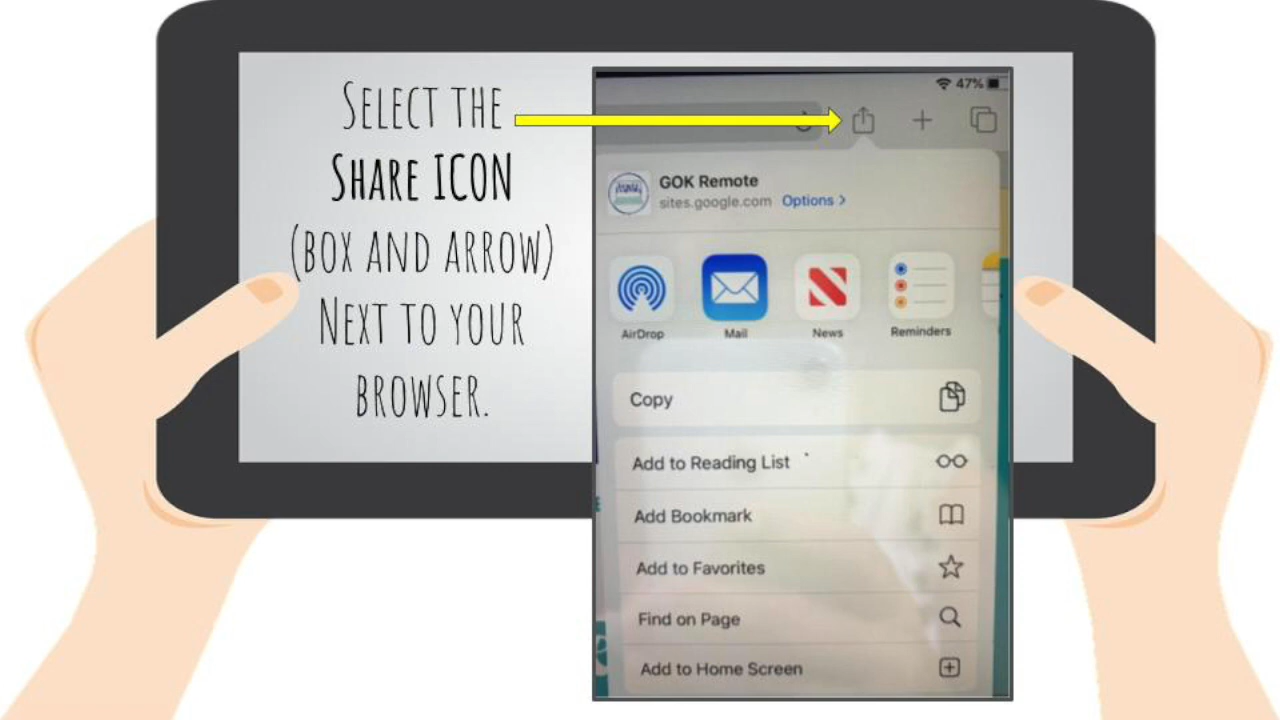 SELECT THE
SHARE ICON
(BOX AND ARROW)
NEXT TO YOUR
BROWSER.
47%
GOK Remote
sites.google.com Options >
AirDrop Mail News Reminders
Copy
Add to Reading List
Add Bookmark
Add to Favorites
Find on Page
Add to Home Screen